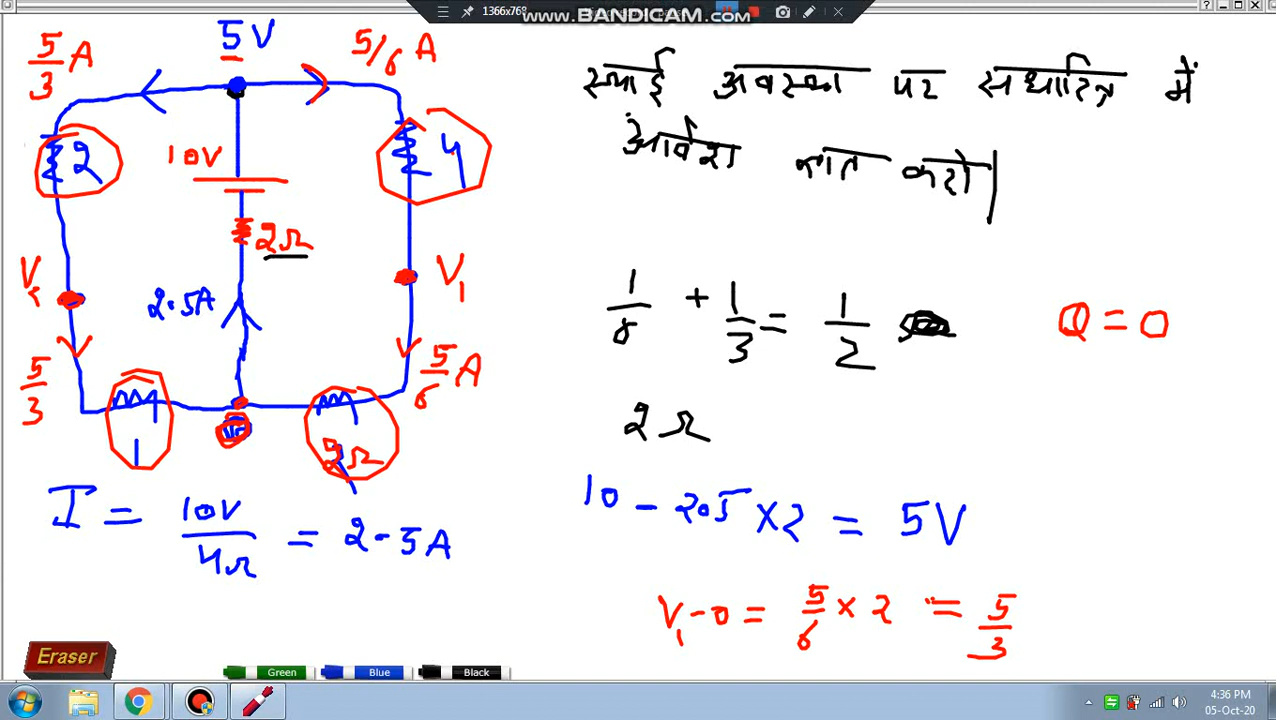 1366x768
www.BANDICAM.com
5/3 A
5V
5/6 A
स्थाई अवस्था पर संधारित्र में
आवेश ज्ञात करो|
2
10V
4
2Ω
V₁
V₁
2.5A
1/8 + 1/3 = 1/2
Q = 0
5/3
5/6 A
1
2Ω
2Ω
I = 10V/4Ω = 2.5A
10 - 2.5 × 2 = 5V
V₁ - 0 = 5/6 × 2 = 5/3
Eraser
Green Blue Black
4:36 PM
05-Oct-20